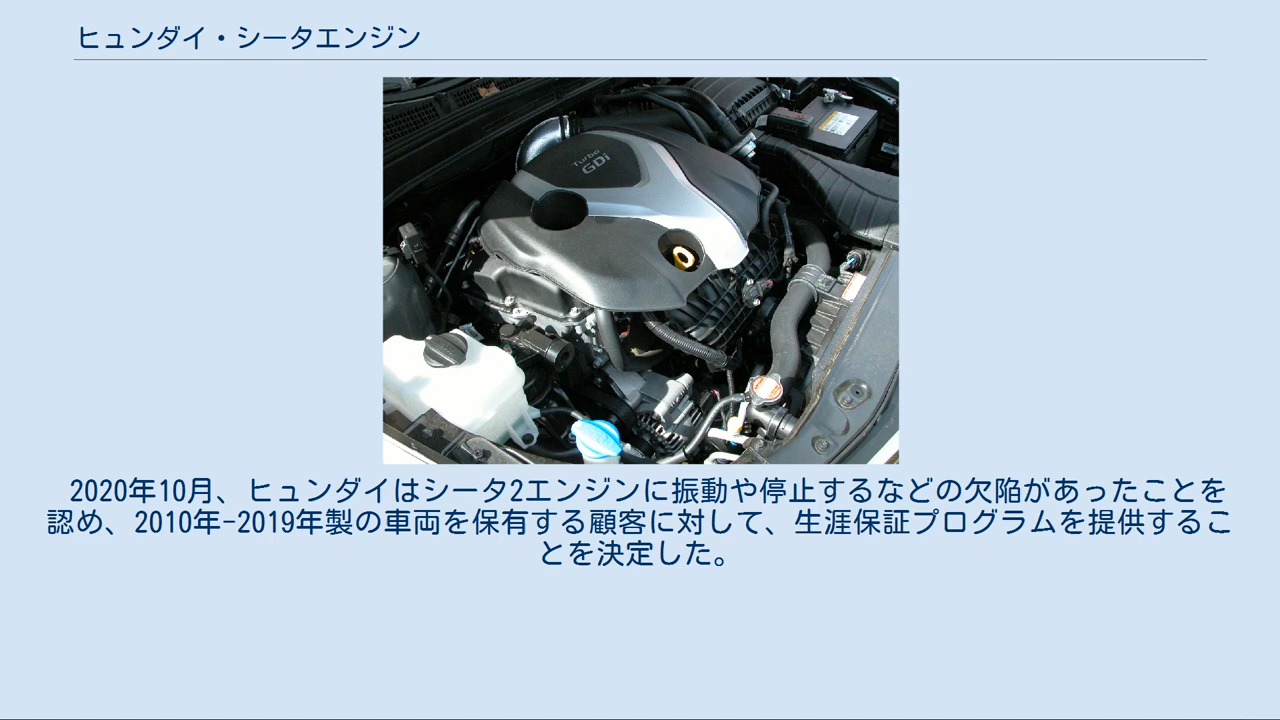 ヒュンダイ・シータエンジン
Turbo
GDi
2020年10月、ヒュンダイはシータ2エンジンに振動や停止するなどの欠陥があったことを
認め、2010年-2019年製の車両を保有する顧客に対して、生涯保証プログラムを提供するこ
とを決定した。